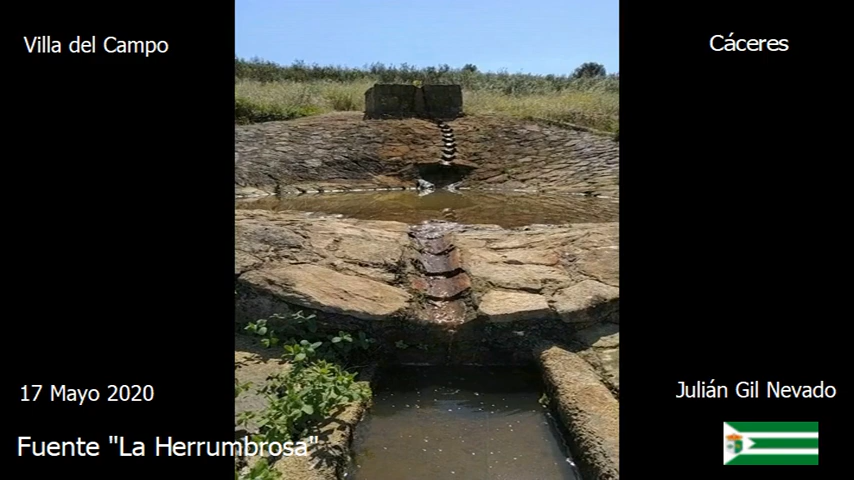 Villa del Campo
Cáceres
17 Mayo 2020
Julián Gil Nevado
Fuente "La Herrumbrosa"